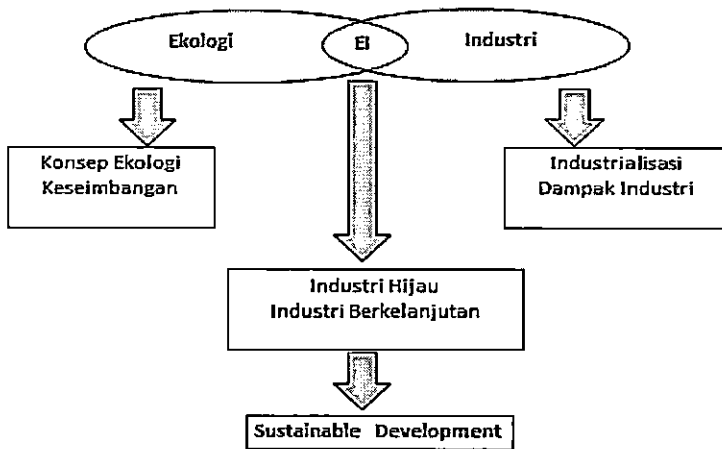 Ekologi
EI
Industri
Konsep Ekologi
Keseimbangan
Industrialisasi
Dampak Industri
Industri Hijau
Industri Berkelanjutan
Sustainable Development